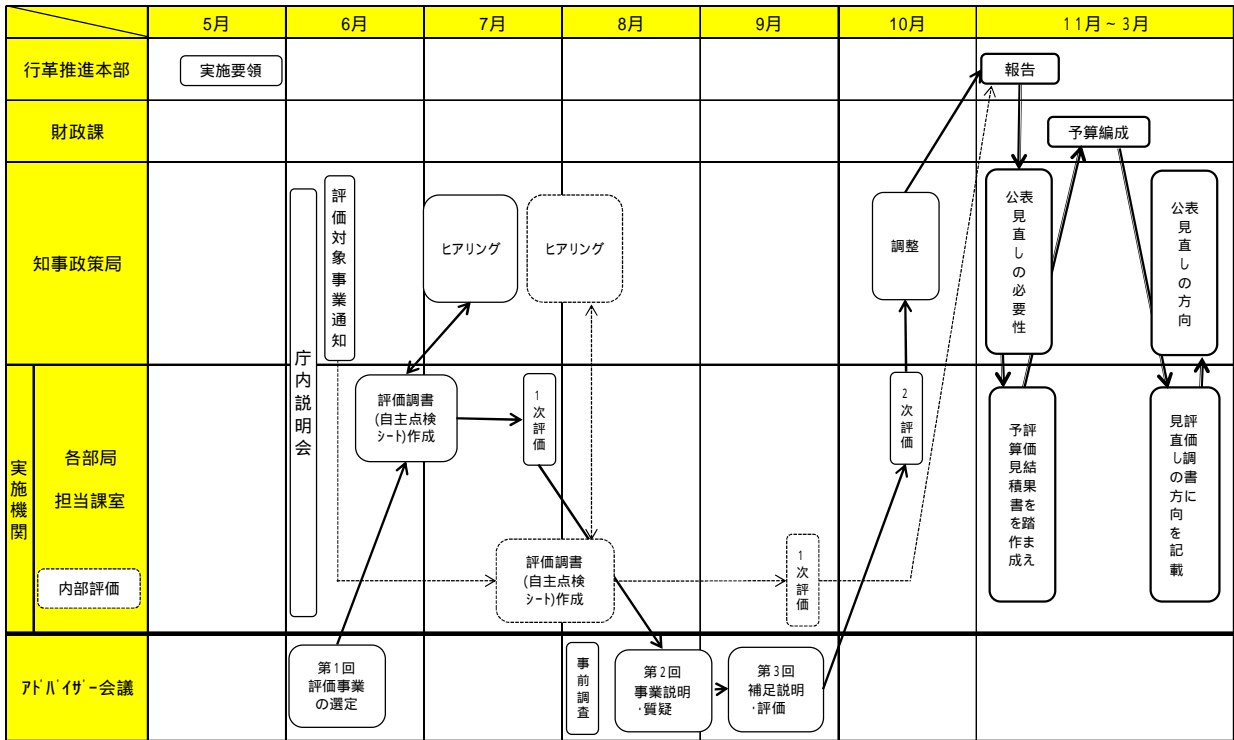 5月
6月
7月
8月
9月
10月
11月~3月
行革推進本部
実施要領
報告
財政課
予算編成
知事政策局
評価対象事業通知
ヒアリング
ヒアリング
調整
公表
見直しの必要性
公表
見直しの方向
実施機関
各部局
担当課室
内部評価
庁内説明会
評価調書
(自主点検
シート)作成
1次評価
評価調書
(自主点検
シート)作成
1次評価
2次評価
評価結果を踏まえ
予算見積書を作成
評価調書に
見直しの方向を記載
アドバイザー会議
第1回
評価事業
の選定
事前調査
第2回
事業説明
・質疑
第3回
補足説明
・評価